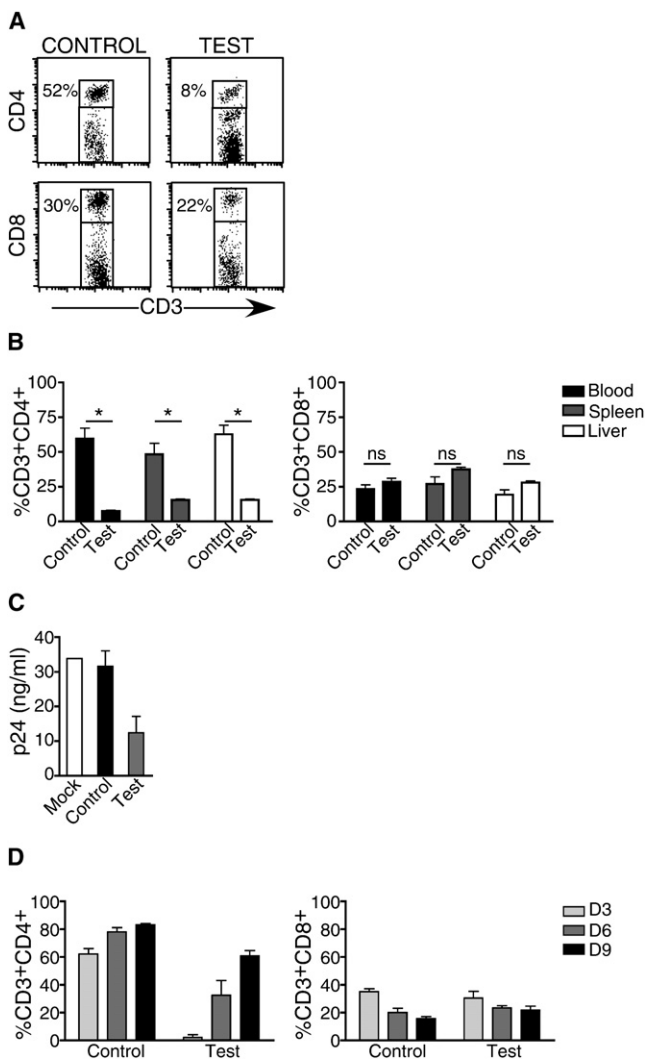 A
CONTROL TEST
CD4
52%
8%
CD8
30%
22%
CD3
B
%CD3+CD4+
100
75
50
25
0
* * *
Control Test Control Test Control Test
%CD3+CD8+
100
75
50
25
0
ns ns ns
Control Test Control Test Control Test
Blood
Spleen
Liver
C
p24 (ng/ml)
40
30
20
10
0
Mock Control Test
D
%CD3+CD4+
100
80
60
40
20
0
Control Test
%CD3+CD8+
100
80
60
40
20
0
Control Test
D3
D6
D9